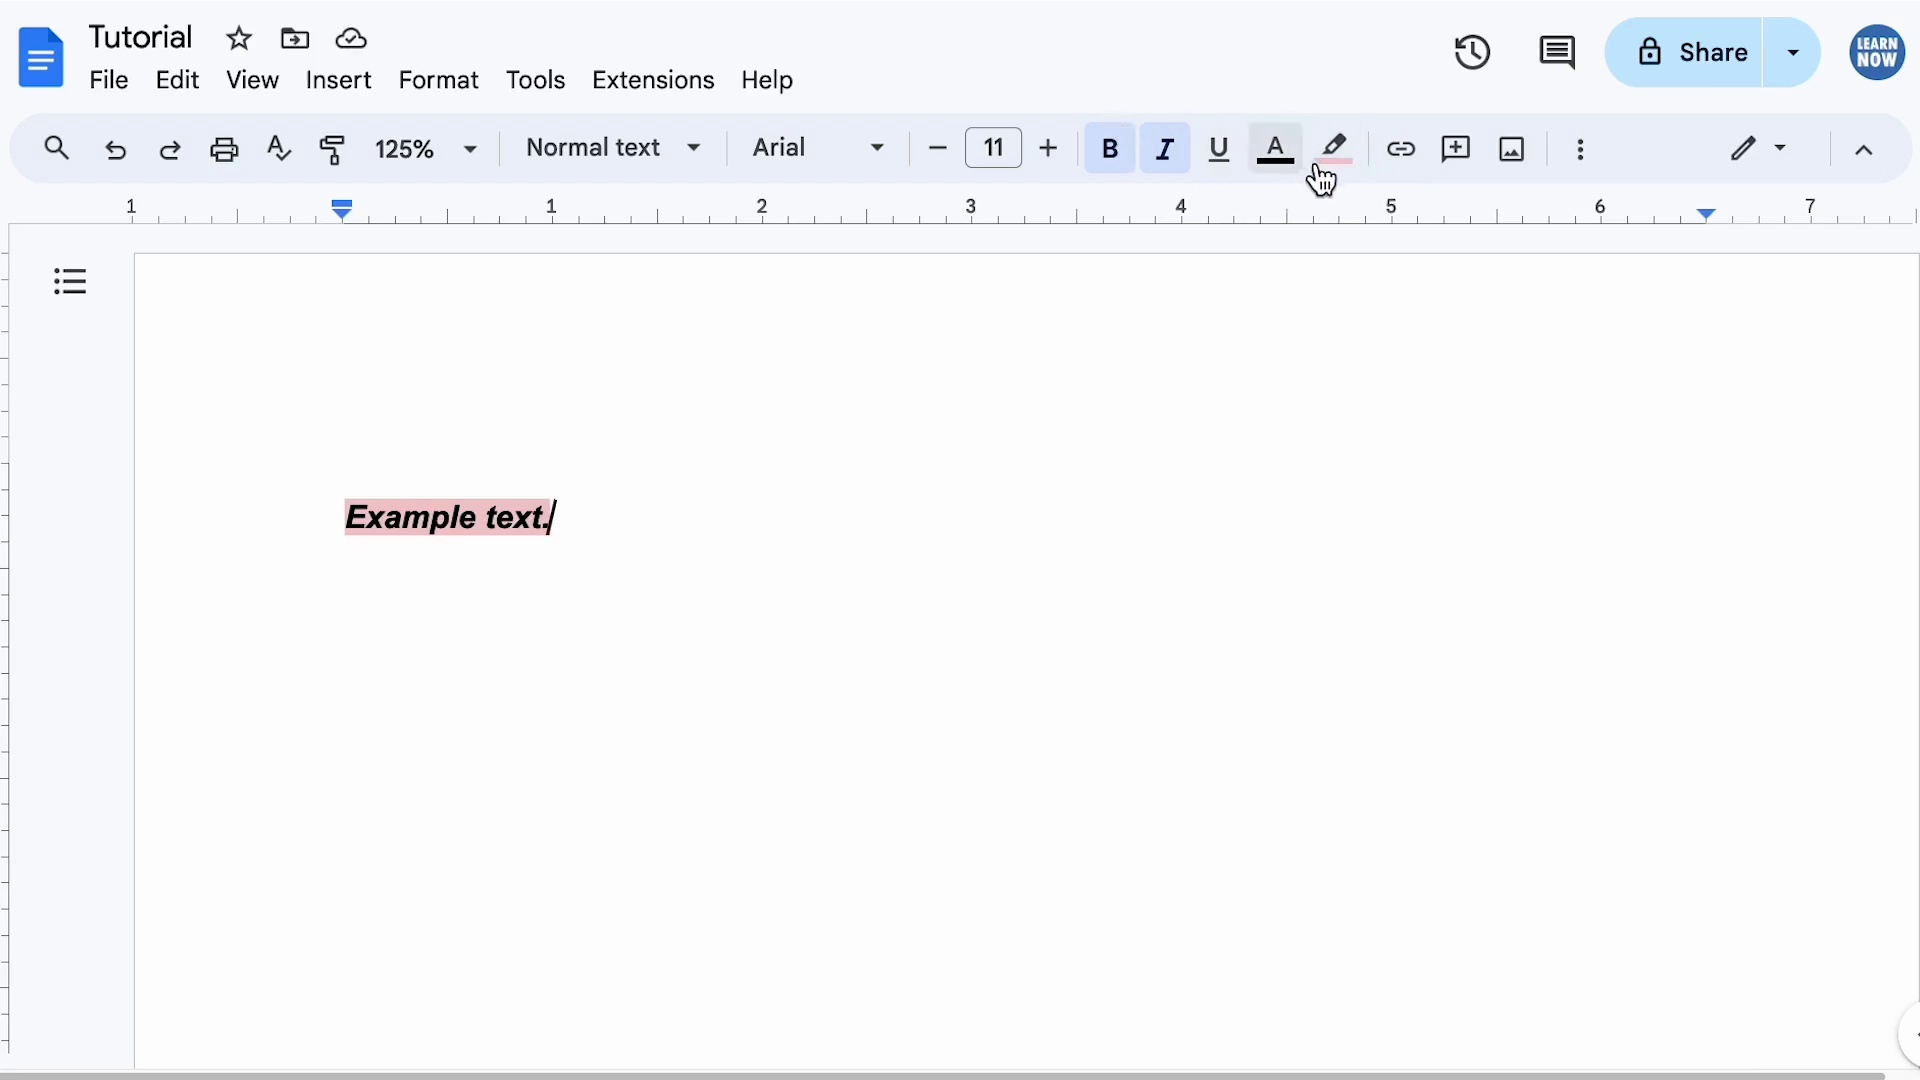 Tutorial
File Edit View Insert Format Tools Extensions Help
Share
LEARN
NOW
125% Normal text Arial 11 B I U A
1 1 2 3 4 5 6 7
Example text.